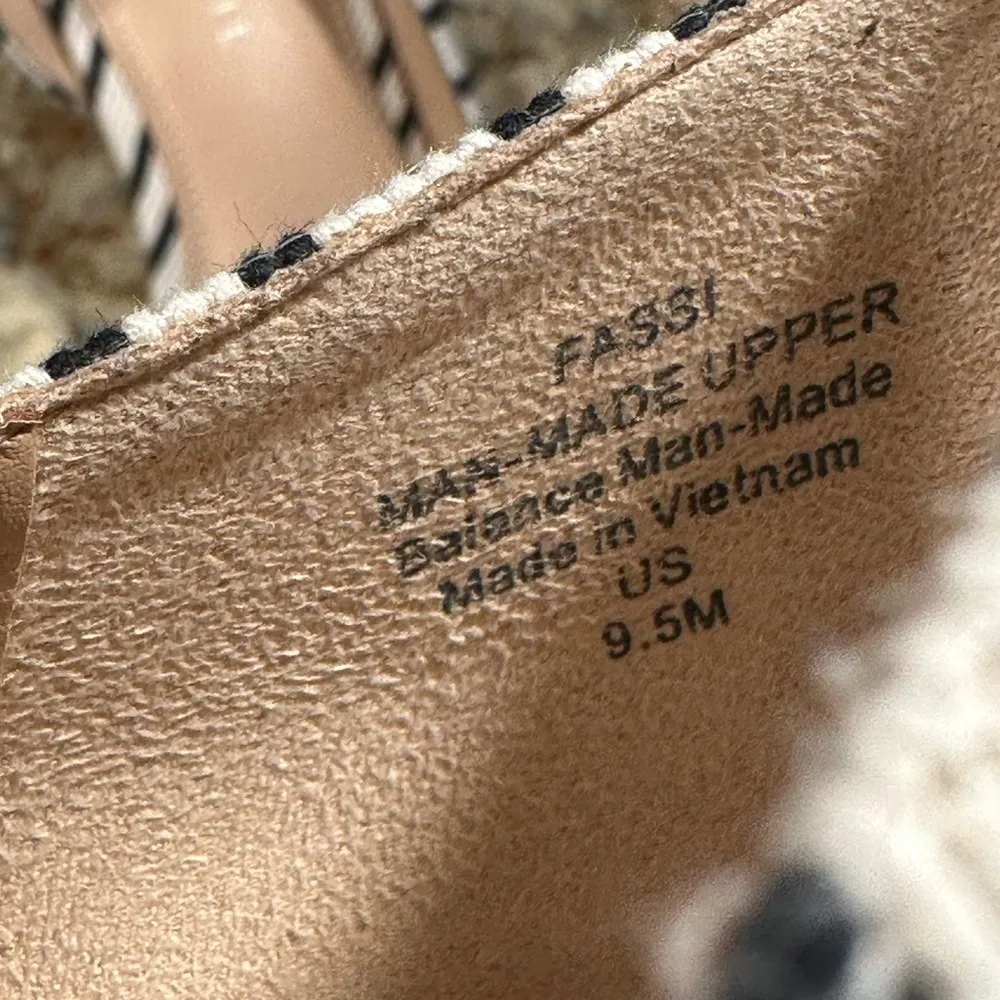 FASSI
MAN-MADE UPPER
Balance Man-Made
Made in Vietnam
US
9.5M